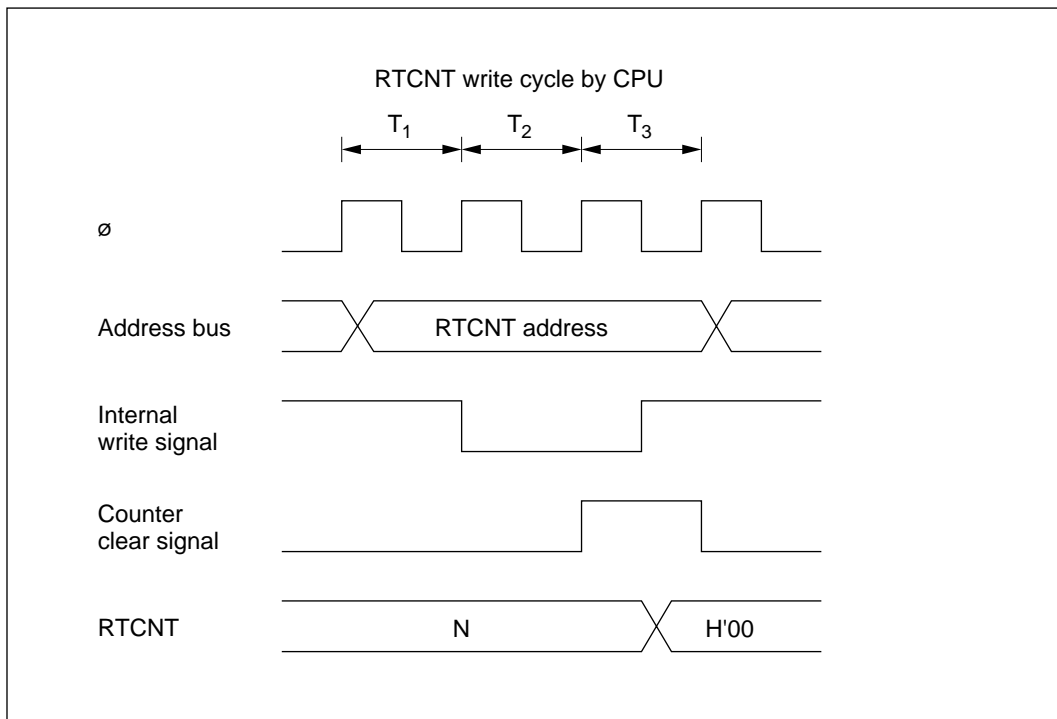 RTCNT write cycle by CPU
T1 T2 T3
ø
Address bus
RTCNT address
Internal
write signal
Counter
clear signal
RTCNT
N
H'00